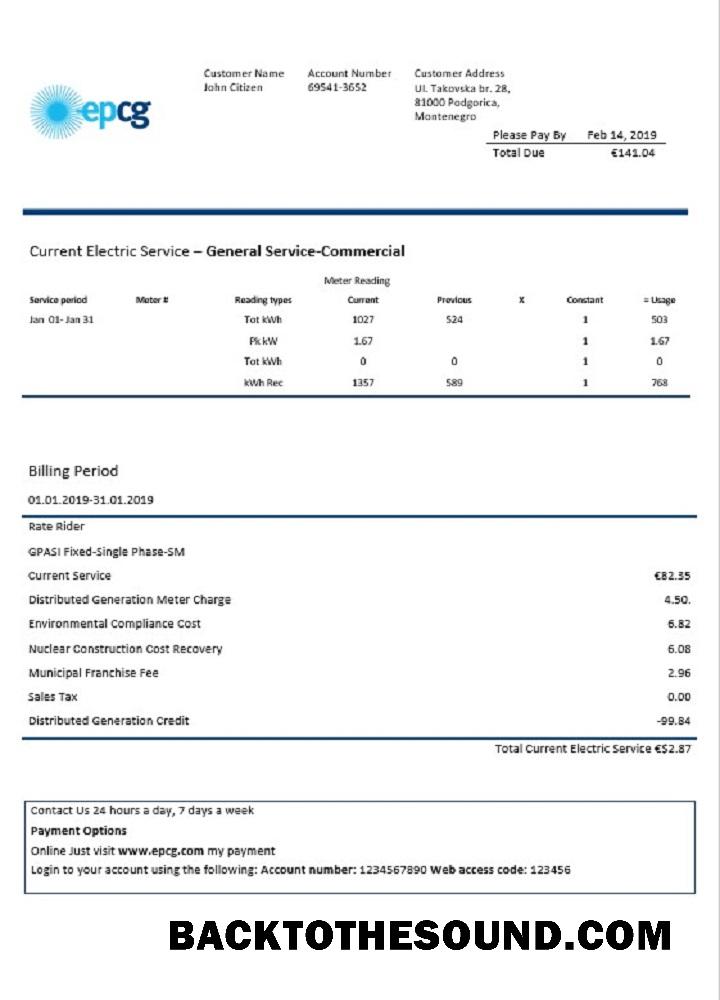 epcg
Customer Name Account Number Customer Address
John Citizen 69541-3652 Ul. Takovska br. 28,
81000 Podgorica,
Montenegro
Please Pay By Feb 14, 2019
Total Due €141.04
Current Electric Service – General Service-Commercial
Meter Reading
Service period Meter # Reading types Current Previous X Constant = Usage
Jan 01- Jan 31 Tot kWh 1027 524 1 503
Pk kW 1.67 1 1.67
Tot kWh 0 0 1 0
kWh Rec 1357 589 1 768
Billing Period
01.01.2019-31.01.2019
Rate Rider
GPASI Fixed-Single Phase-SM
Current Service €82.35
Distributed Generation Meter Charge 4.50.
Environmental Compliance Cost 6.82
Nuclear Construction Cost Recovery 6.08
Municipal Franchise Fee 2.96
Sales Tax 0.00
Distributed Generation Credit -99.84
Total Current Electric Service €$2.87
Contact Us 24 hours a day, 7 days a week
Payment Options
Online Just visit www.epcg.com my payment
Login to your account using the following: Account number: 1234567890 Web access code: 123456
BACKTOTHESOUND.COM